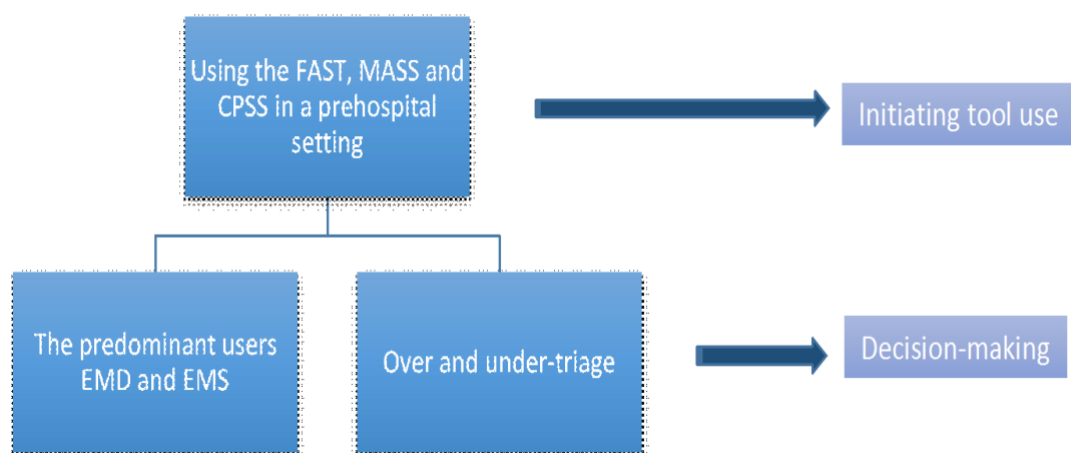 Using the FAST, MASS and
CPSS in a prehospital
setting
Initiating tool use
The predominant users
EMD and EMS
Over and under-triage
Decision-making